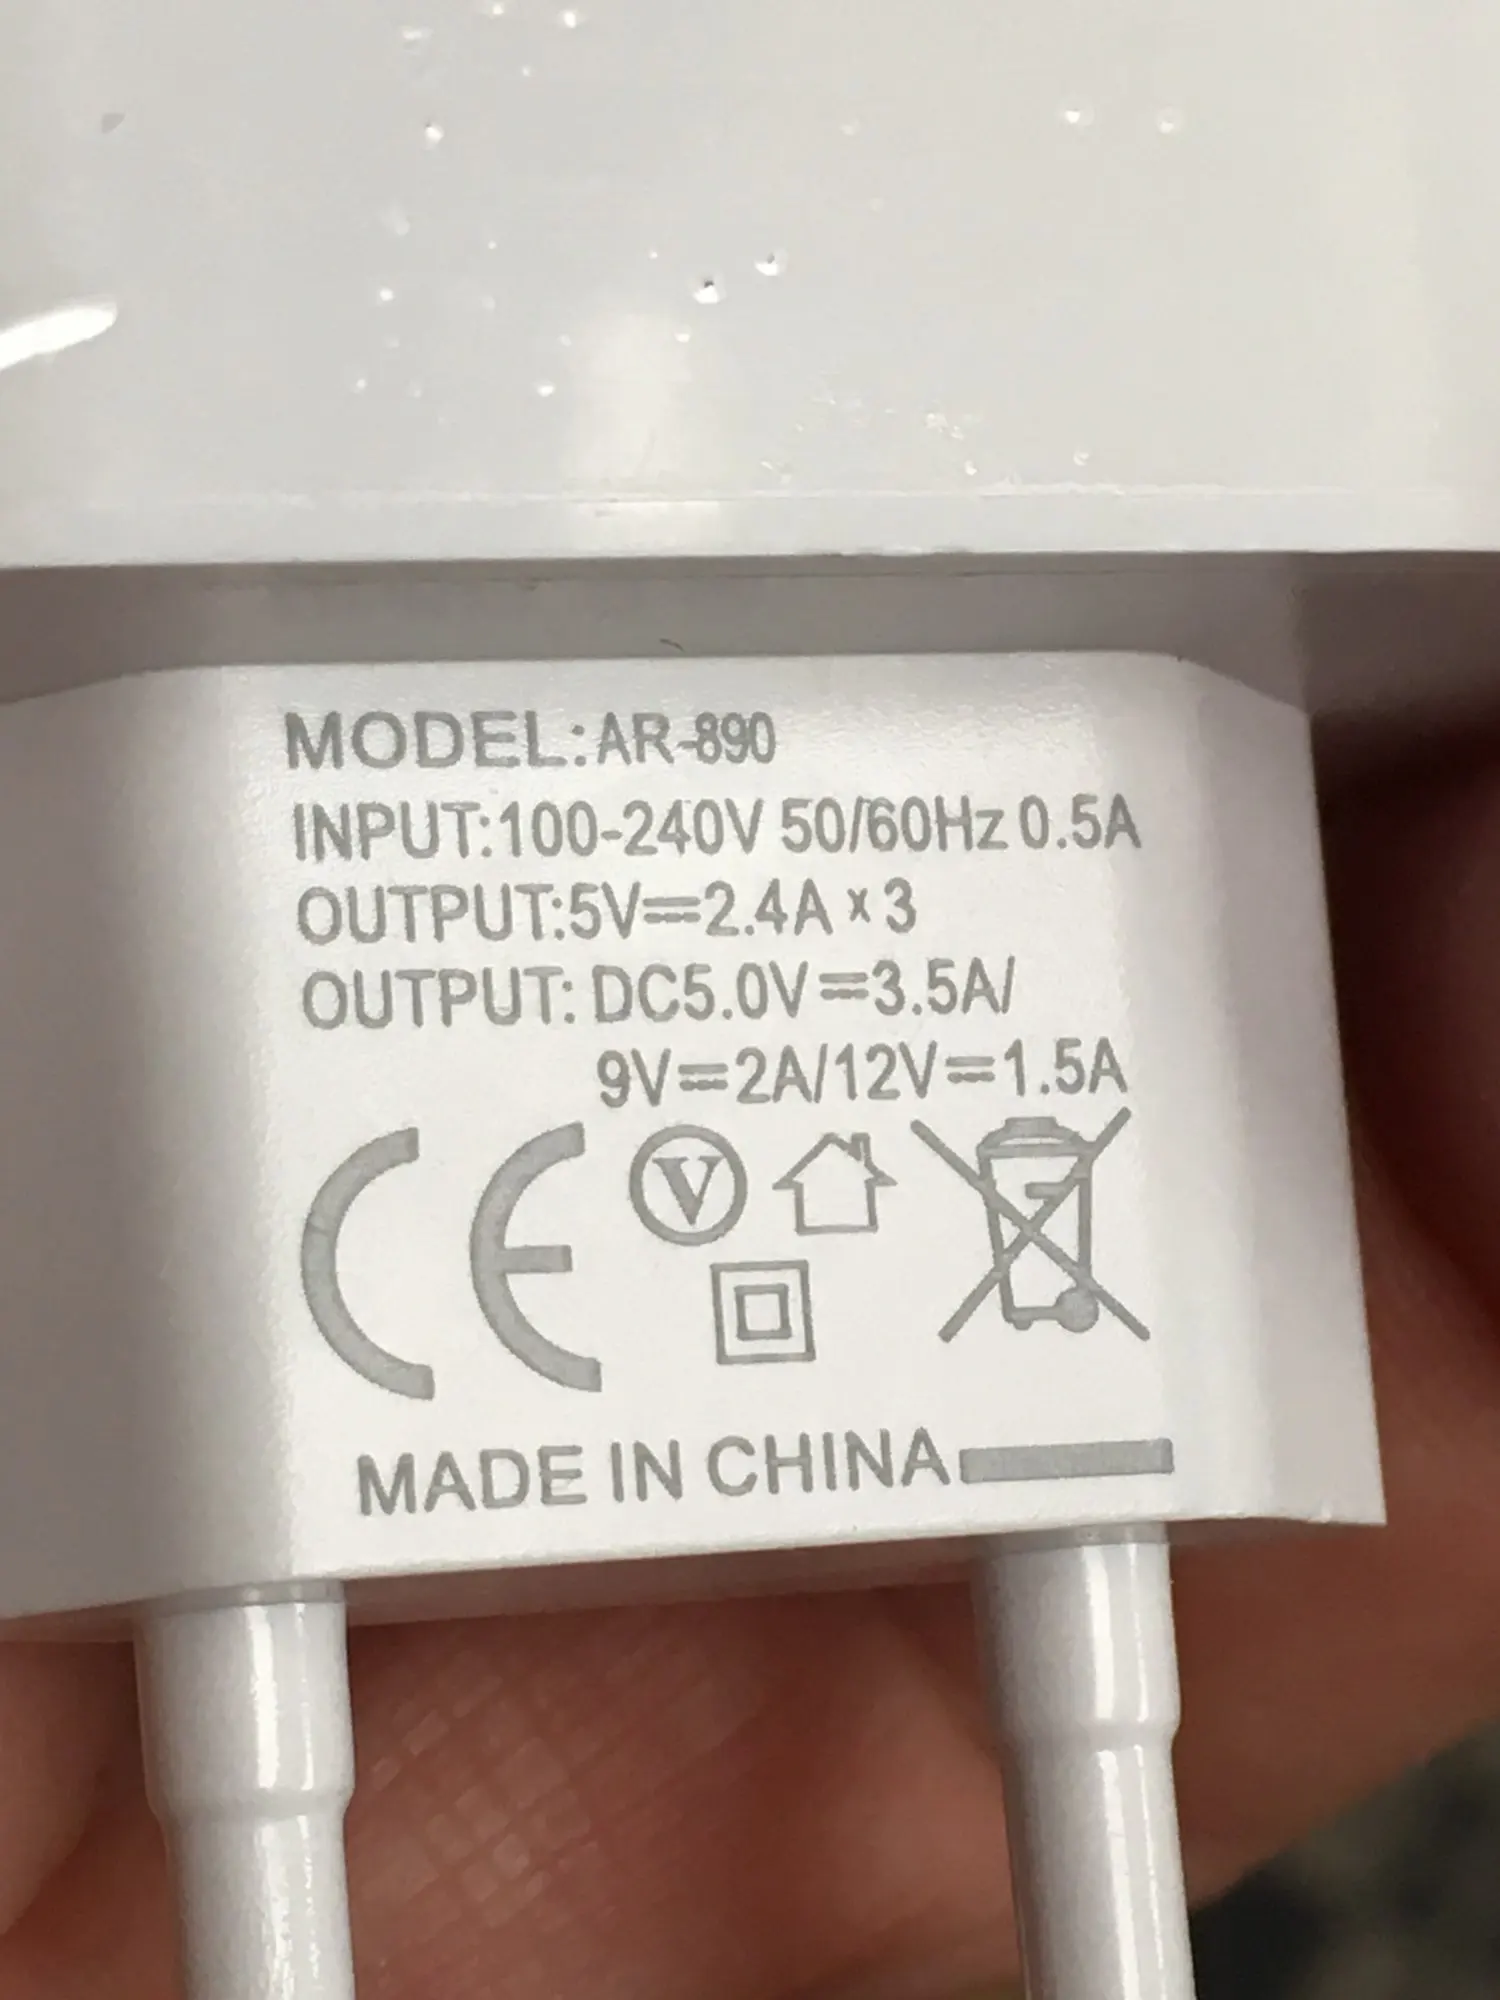 MODEL:AR-890
INPUT:100-240V 50/60Hz 0.5A
OUTPUT:5V⎓2.4A x 3
OUTPUT: DC5.0V⎓3.5A/
9V⎓2A/12V⎓1.5A
CE V
MADE IN CHINA